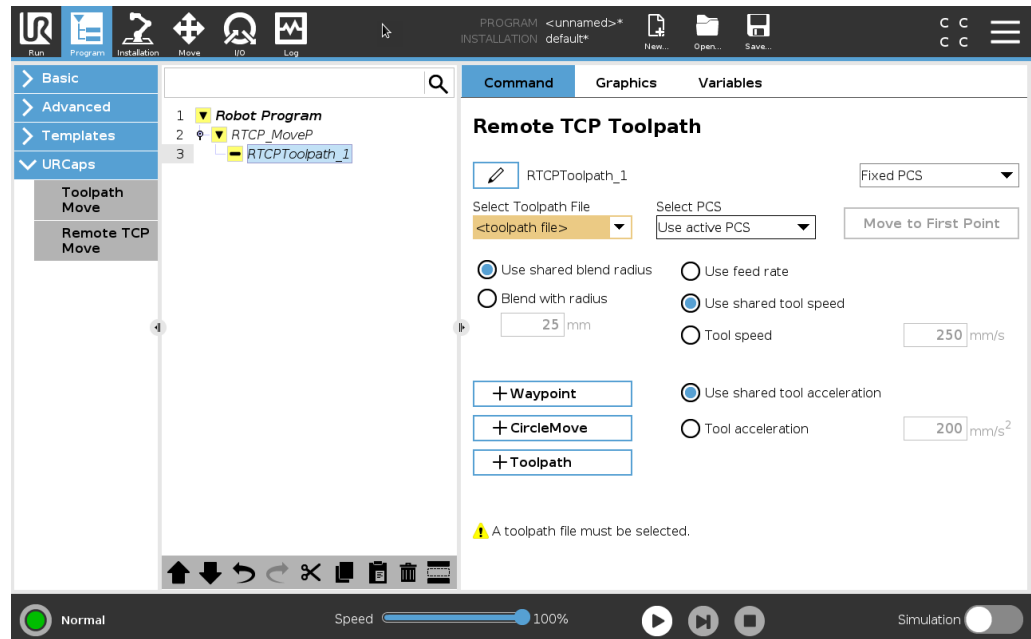 PROGRAM <unnamed>*
INSTALLATION default*
UR
Run
Program
Installation
Move
I/O
Log
New...
Open...
Save...
C C
C C
Basic
Advanced
Templates
URCaps
Toolpath
Move
Remote TCP
Move
1 Robot Program
2 RTCP_MoveP
3 RTCPToolpath_1
Command Graphics Variables
Remote TCP Toolpath
RTCPToolpath_1
Fixed PCS
Select Toolpath File
<toolpath file>
Select PCS
Use active PCS
Move to First Point
Use shared blend radius
Blend with radius
25 mm
Use feed rate
Use shared tool speed
Tool speed 250 mm/s
+ Waypoint
+ CircleMove
+ Toolpath
Use shared tool acceleration
Tool acceleration 200 mm/s²
A toolpath file must be selected.
Normal
Speed 100%
Simulation